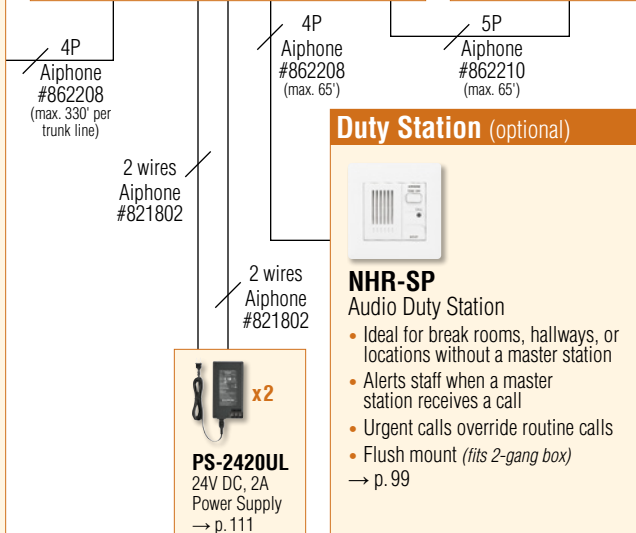 4P
Aiphone
#862208
(max. 330' per
trunk line)
4P
Aiphone
#862208
(max. 65')
5P
Aiphone
#862210
(max. 65')
2 wires
Aiphone
#821802
2 wires
Aiphone
#821802
x2
PS-2420UL
24V DC, 2A
Power Supply
→ p. 111
Duty Station (optional)
NHR-SP
Audio Duty Station
• Ideal for break rooms, hallways, or
locations without a master station
• Alerts staff when a master
station receives a call
• Urgent calls override routine calls
• Flush mount (fits 2-gang box)
→ p. 99